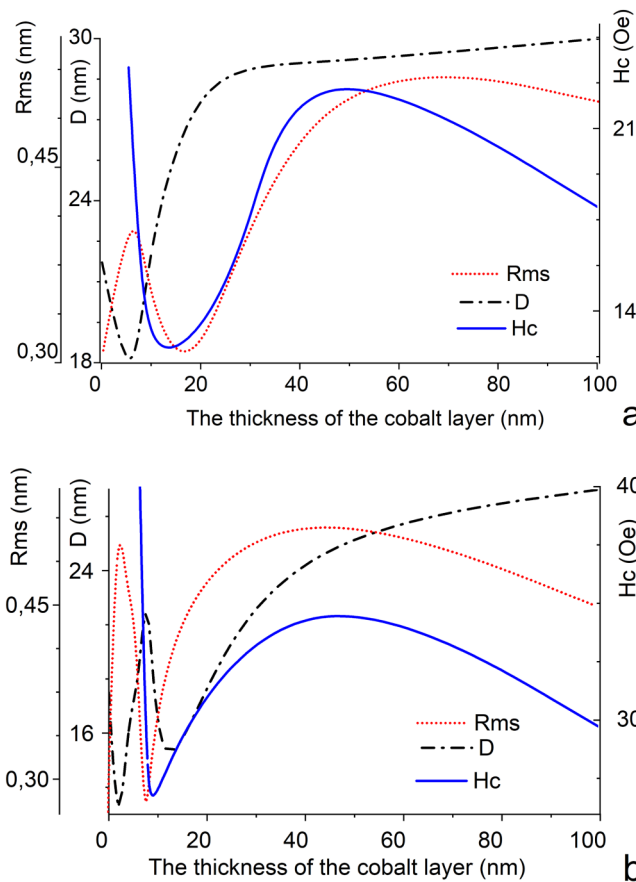 Rms (nm)
D (nm)
Hc (Oe)
30
24
18
0,45
0,30
21
14
Rms
D
Hc
0 20 40 60 80 100
The thickness of the cobalt layer (nm)
a
Rms (nm)
D (nm)
Hc (Oe)
40
24
0,45
16
30
0,30
Rms
D
Hc
0 20 40 60 80 100
The thickness of the cobalt layer (nm)
b